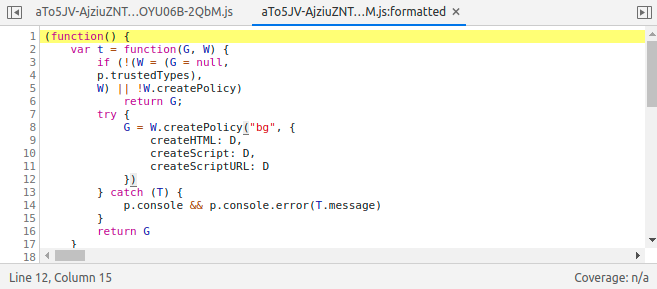 aTo5JV-AjziuZNT…OYU06B-2QbM.js aTo5JV-AjziuZNT…M.js:formatted ×
1 (function() {
2 var t = function(G, W) {
3 if (!(W = (G = null,
4 p.trustedTypes),
5 W) || !W.createPolicy)
6 return G;
7 try {
8 G = W.createPolicy("bg", {
9 createHTML: D,
10 createScript: D,
11 createScriptURL: D
12 })
13 } catch (T) {
14 p.console && p.console.error(T.message)
15 }
16 return G
17 }
18
Line 12, Column 15 Coverage: n/a